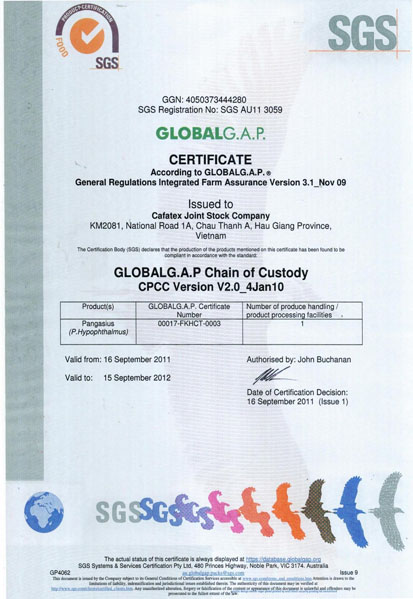 PRODUCT CERTIFICATION
FOOD
SGS
SGS
GGN: 4050373444280
SGS Registration No: SGS AU11 3059
GLOBALG.A.P.
CERTIFICATE
According to GLOBALG.A.P.®
General Regulations Integrated Farm Assurance Version 3.1_Nov 09
Issued to
Cafatex Joint Stock Company
KM2081, National Road 1A, Chau Thanh A, Hau Giang Province,
Vietnam
The Certification Body (SGS) declares that the production of the products mentioned on this certificate has been found to be
compliant in accordance with the standard:
GLOBALG.A.P Chain of Custody
CPCC Version V2.0_4Jan10
Product(s) GLOBALG.A.P. Certificate Number Number of produce handling / product processing facilities
Pangasius (P.Hypophthalmus) 00017-FKHCT-0003 1
Valid from: 16 September 2011 Authorised by: John Buchanan
Valid to: 15 September 2012
Date of Certification Decision:
16 September 2011 (Issue 1)
SGSSGS
The actual status of this certificate is always displayed at https://database.globalgap.org
SGS Systems & Services Certification Pty Ltd, 480 Princes Highway, Noble Park, VIC 3174, Australia
GP4062 Issue 9
This document is issued by the Company subject to its General Conditions of Certification Services accessible at Attention is drawn to the
limitations of liability, indemnification and jurisdictional issues established therein. The authenticity of this document may be verified at
Any unauthorized alteration, forgery or falsification of the content or appearance of this document is unlawful and offenders may be
prosecuted to the fullest extent of the law.